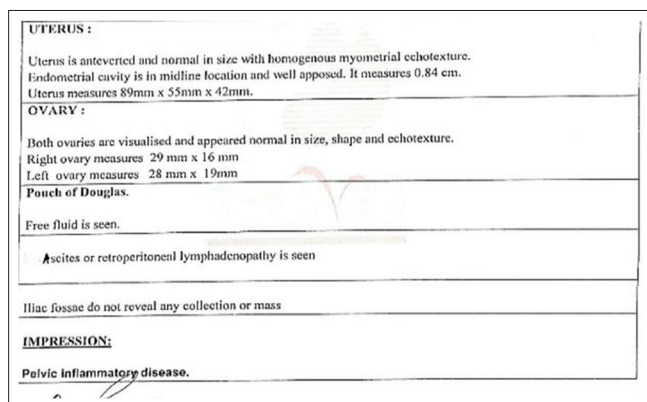 UTERUS :
Uterus is anteverted and normal in size with homogenous myometrial echotexture.
Endometrial cavity is in midline location and well apposed. It measures 0.84 cm.
Uterus measures 89mm x 55mm x 42mm.
OVARY :
Both ovaries are visualised and appeared normal in size, shape and echotexture.
Right ovary measures 29 mm x 16 mm
Left ovary measures 28 mm x 19mm
Pouch of Douglas.
Free fluid is seen.
Ascites or retroperitoneal lymphadenopathy is seen
Iliac fossae do not reveal any collection or mass
IMPRESSION:
Pelvic inflammatory disease.